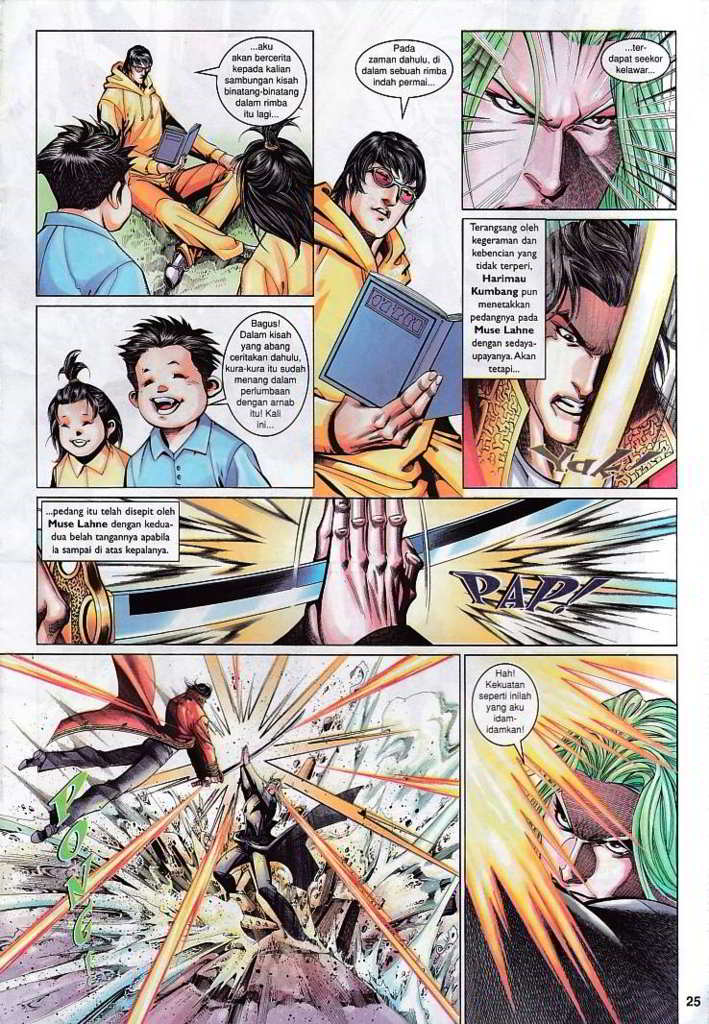 ...aku
akan bercerita
kepada kalian
sambungan kisah
binatang-binatang
dalam rimba
itu lagi...
Pada
zaman dahulu, di
dalam sebuah rimba
indah permai...
...ter-
dapat seekor
kelawar...
Bagus!
Dalam kisah
yang abang
ceritakan dahulu,
kura-kura itu sudah
menang dalam
perlumbaan
dengan arnab
itu! Kali
ini...
Terangsang oleh
kegeraman dan
kebencian yang
tidak terperi,
Harimau
Kumbang pun
menetakkan
pedangnya pada
Muse Lahne
dengan sedaya-
upayanya. Akan
tetapi...
Yak!
...pedang itu telah disepit oleh
Muse Lahne dengan kedua-
dua belah tangannya apabila
ia sampai di atas kepalanya.
PAP!
POING!
Hah!
Kekuatan
seperti inilah
yang aku
idam-
idamkan!
25